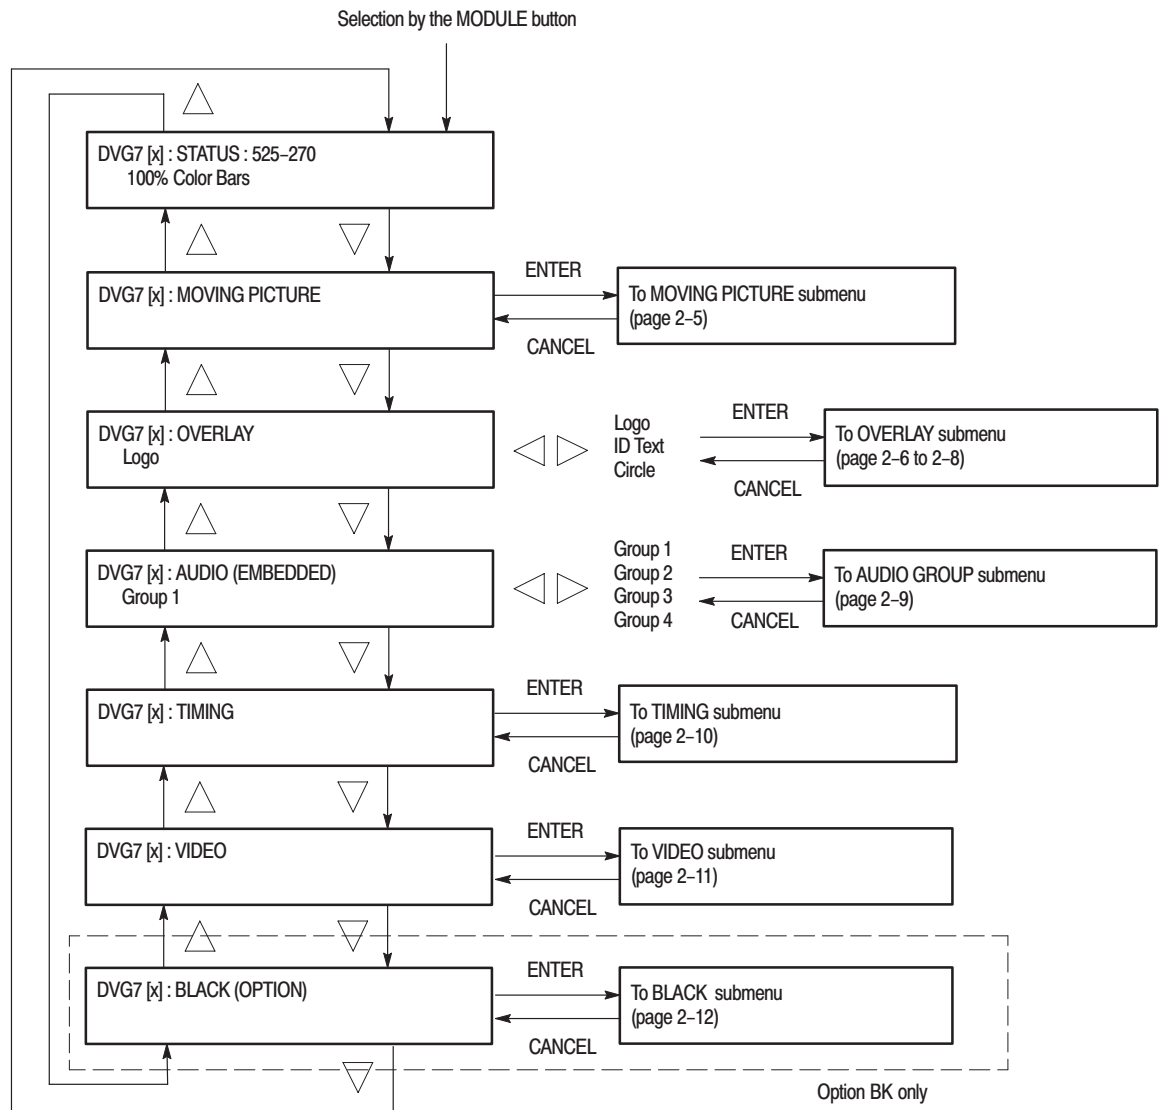 Selection by the MODULE button
DVG7 [x] : STATUS : 525–270
100% Color Bars
DVG7 [x] : MOVING PICTURE
ENTER
CANCEL
To MOVING PICTURE submenu
(page 2–5)
DVG7 [x] : OVERLAY
Logo
Logo
ID Text
Circle
ENTER
CANCEL
To OVERLAY submenu
(page 2–6 to 2–8)
DVG7 [x] : AUDIO (EMBEDDED)
Group 1
Group 1
Group 2
Group 3
Group 4
ENTER
CANCEL
To AUDIO GROUP submenu
(page 2–9)
DVG7 [x] : TIMING
ENTER
CANCEL
To TIMING submenu
(page 2–10)
DVG7 [x] : VIDEO
ENTER
CANCEL
To VIDEO submenu
(page 2–11)
DVG7 [x] : BLACK (OPTION)
ENTER
CANCEL
To BLACK submenu
(page 2–12)
Option BK only